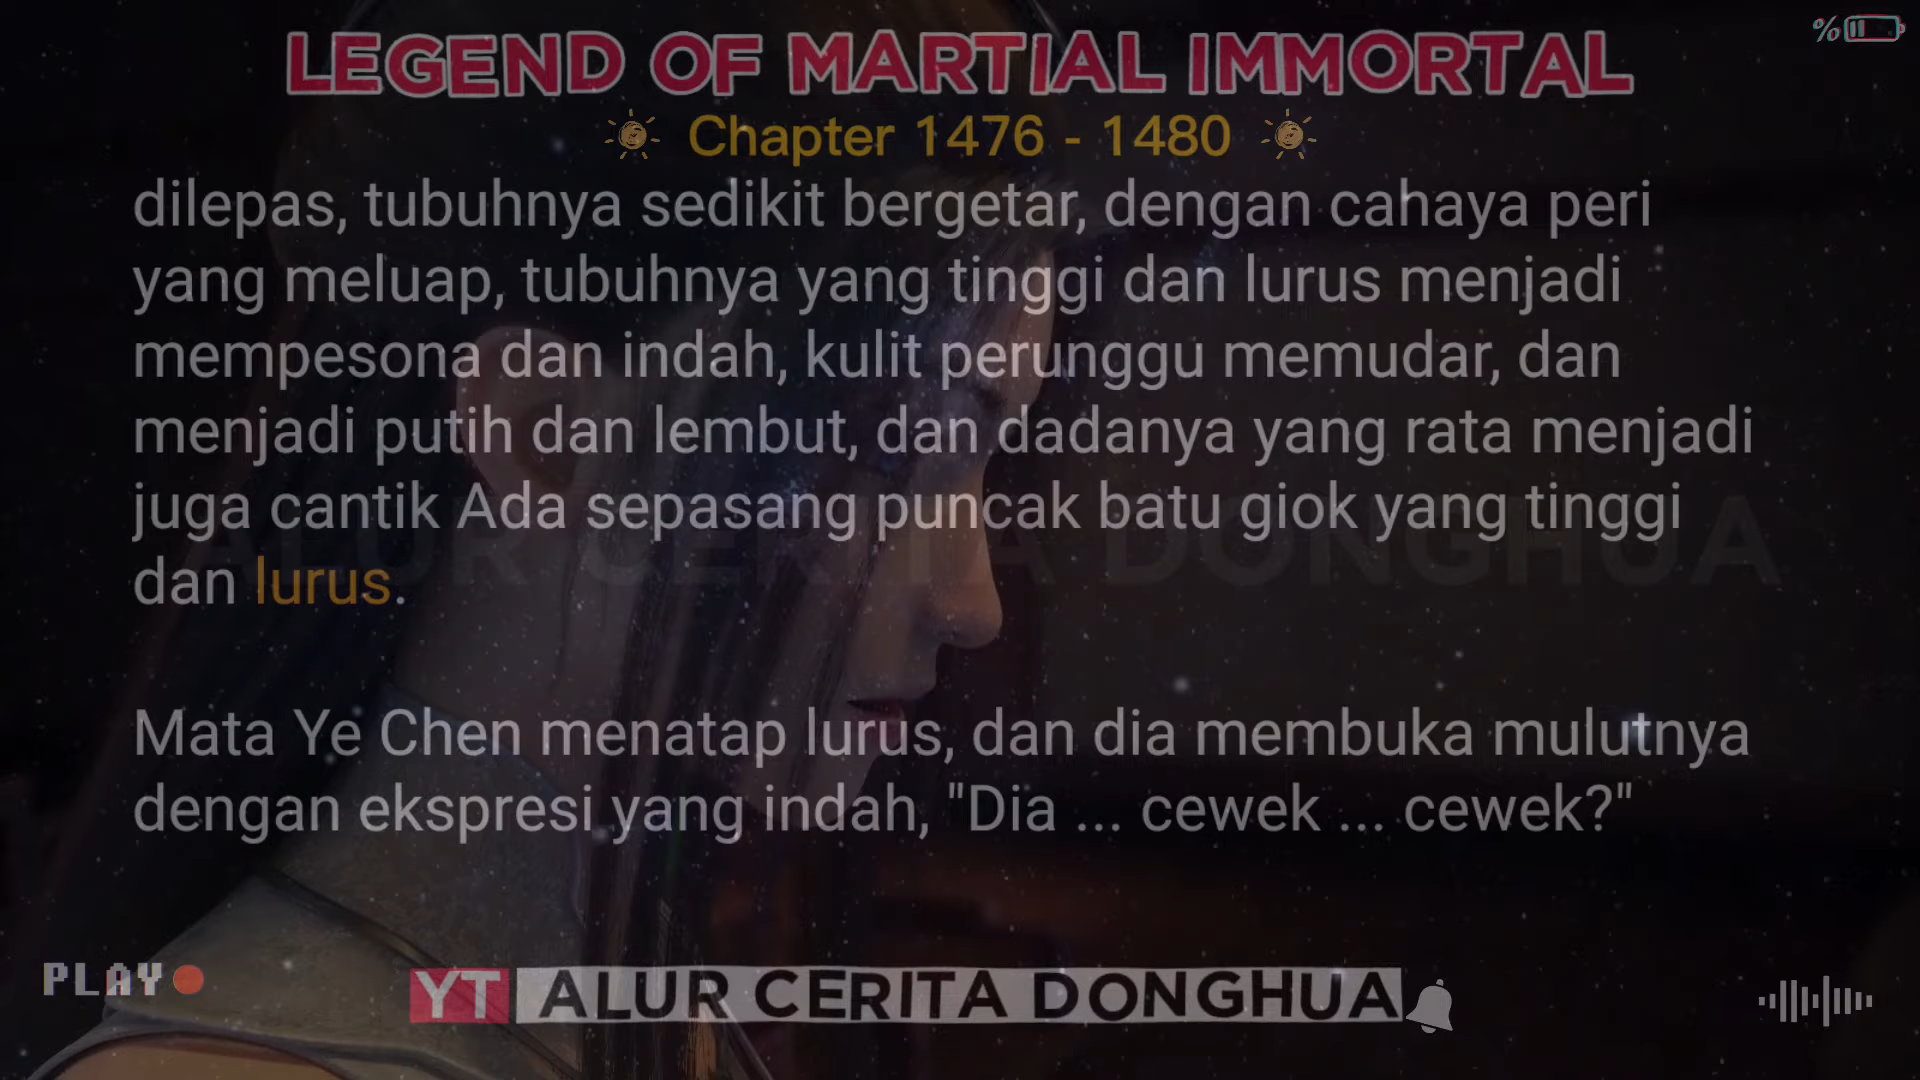 LEGEND OF MARTIAL IMMORTAL
%
Chapter 1476 - 1480
dilepas, tubuhnya sedikit bergetar, dengan cahaya peri
yang meluap, tubuhnya yang tinggi dan lurus menjadi
mempesona dan indah, kulit perunggu memudar, dan
menjadi putih dan lembut, dan dadanya yang rata menjadi
juga cantik Ada sepasang puncak batu giok yang tinggi
ALUR CERITA DONGHUA
dan lurus.
Mata Ye Chen menatap lurus, dan dia membuka mulutnya
dengan ekspresi yang indah, "Dia ... cewek ... cewek?"
PLAY
YT ALUR CERITA DONGHUA